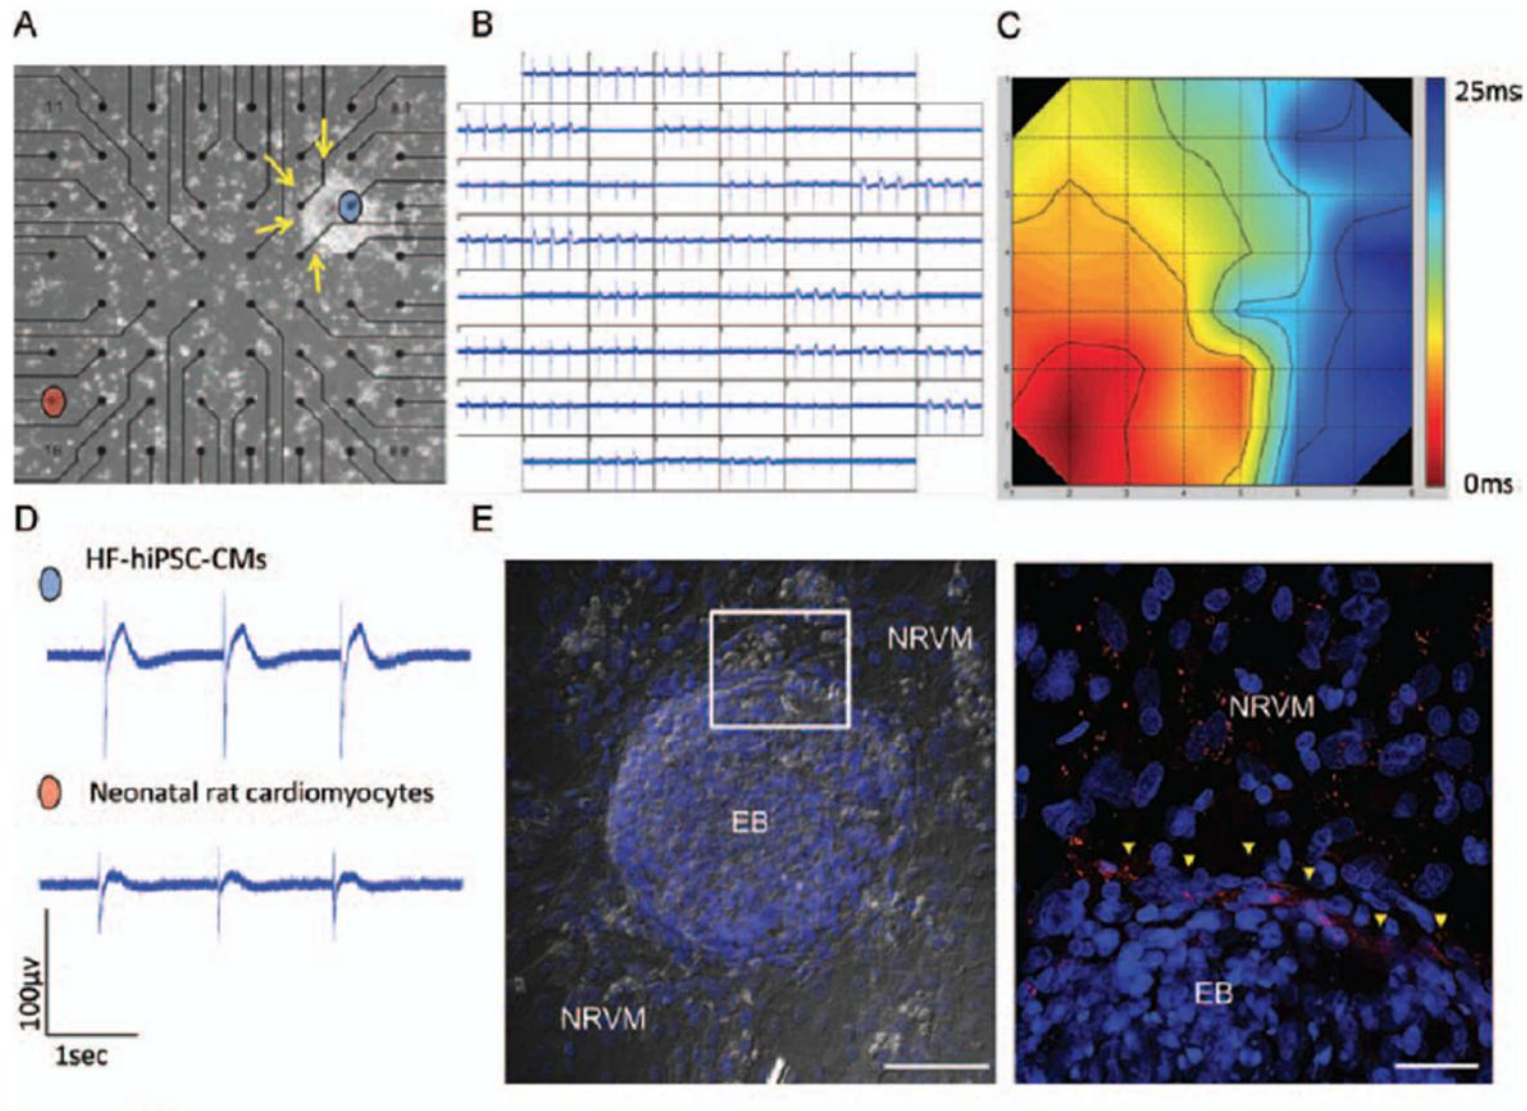 A
B
C
25ms
0ms
D
HF-hiPSC-CMs
Neonatal rat cardiomyocytes
100µv
1sec
E
NRVM
EB
NRVM
NRVM
EB